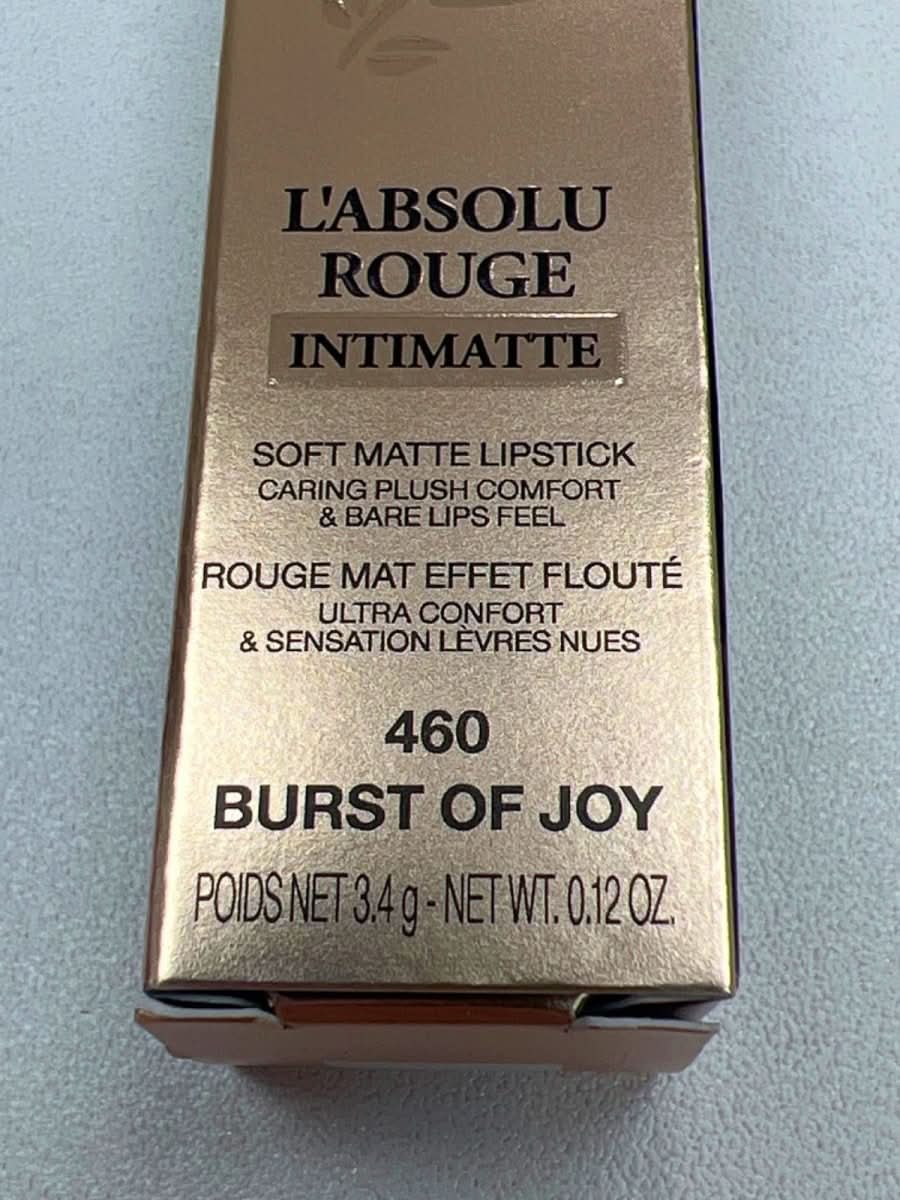 L'ABSOLU
ROUGE
INTIMATTE
SOFT MATTE LIPSTICK
CARING PLUSH COMFORT
& BARE LIPS FEEL
ROUGE MAT EFFET FLOUTÉ
ULTRA CONFORT
& SENSATION LÈVRES NUES
460
BURST OF JOY
POIDS NET 3.4 g - NET WT. 0.12 OZ.